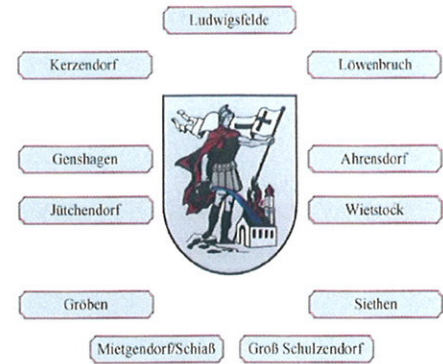 Ludwigsfelde
Kerzendorf
Löwenbruch
Genshagen
Ahrensdorf
Jütchendorf
Wietstock
Gröben
Siethen
Mietgendorf/Schiaß
Groß Schulzendorf